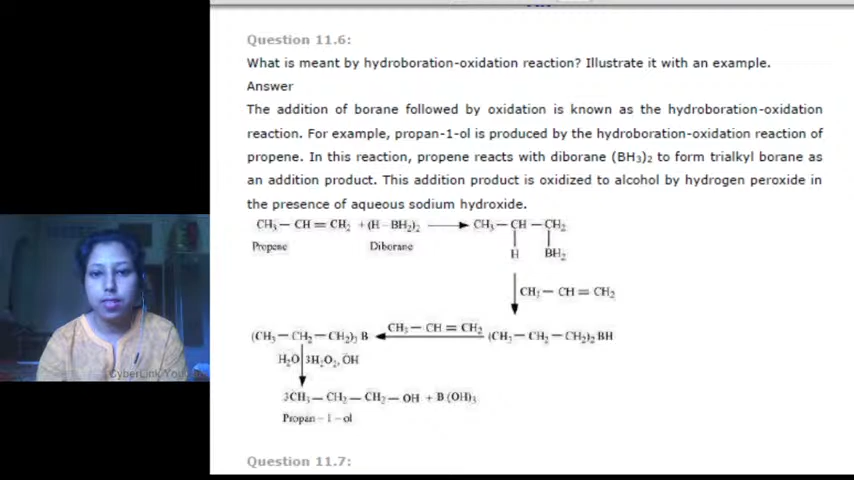 Question 11.6:
What is meant by hydroboration-oxidation reaction? Illustrate it with an example.
Answer
The addition of borane followed by oxidation is known as the hydroboration-oxidation
reaction. For example, propan-1-ol is produced by the hydroboration-oxidation reaction of
propene. In this reaction, propene reacts with diborane (BH₃)₂ to form trialkyl borane as
an addition product. This addition product is oxidized to alcohol by hydrogen peroxide in
the presence of aqueous sodium hydroxide.
CH₃ — CH = CH₂ + (H – BH₂)₂ ⟶ CH₃ — CH — CH₂
Propene Diborane H BH₂
CH₃ — CH = CH₂
(CH₃ — CH₂ — CH₂)₃ B CH₃ — CH = CH₂ (CH₃ — CH₂ — CH₂)₂ BH
H₂O 3H₂O₂, ŌH
3CH₃ — CH₂ — CH₂ — OH + B (OH)₃
Propan – 1 – ol
CyberLink
Question 11.7: